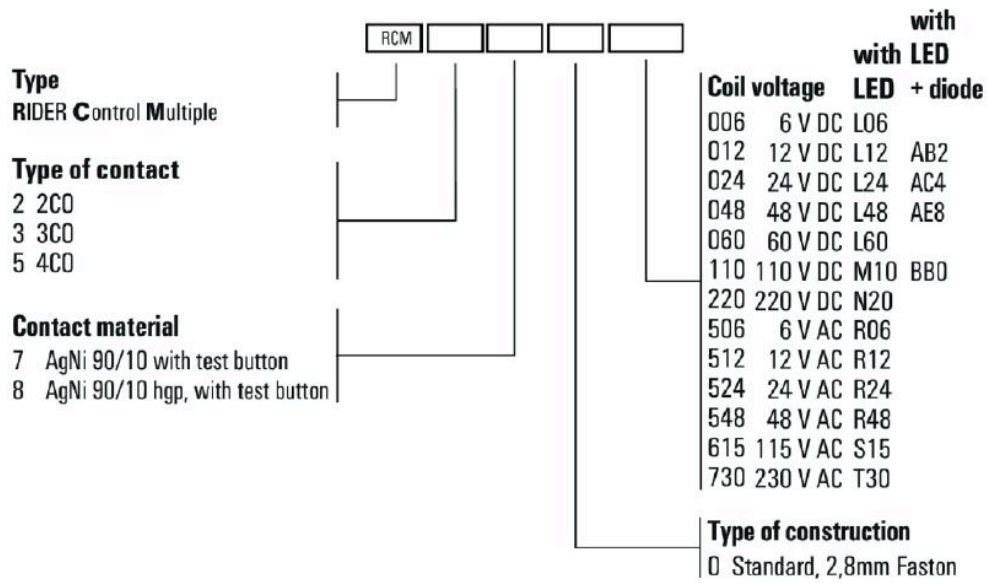 RCM
Type
RIDER Control Multiple
Type of contact
2 2CO
3 3CO
5 4CO
Contact material
7 AgNi 90/10 with test button
8 AgNi 90/10 hgp, with test button
with
with LED
Coil voltage LED + diode
006 6 V DC L06
012 12 V DC L12 AB2
024 24 V DC L24 AC4
048 48 V DC L48 AE8
060 60 V DC L60
110 110 V DC M10 BB0
220 220 V DC N20
506 6 V AC R06
512 12 V AC R12
524 24 V AC R24
548 48 V AC R48
615 115 V AC S15
730 230 V AC T30
Type of construction
0 Standard, 2,8mm Faston